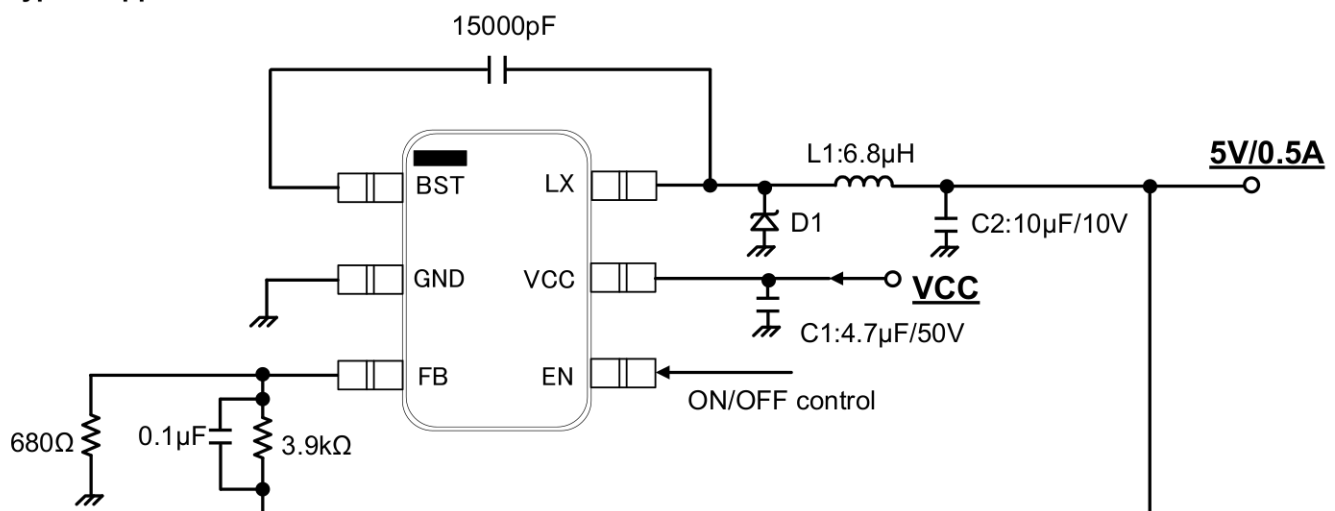 15000pF
L1:6.8µH
5V/0.5A
BST
LX
D1
C2:10µF/10V
GND
VCC
VCC
C1:4.7µF/50V
FB
EN
ON/OFF control
680Ω
0.1µF
3.9kΩ